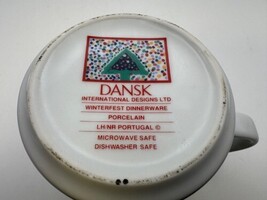 DANSK
INTERNATIONAL DESIGNS LTD
WINTERFEST DINNERWARE
PORCELAIN
LH/NR PORTUGAL ©
MICROWAVE SAFE
DISHWASHER SAFE